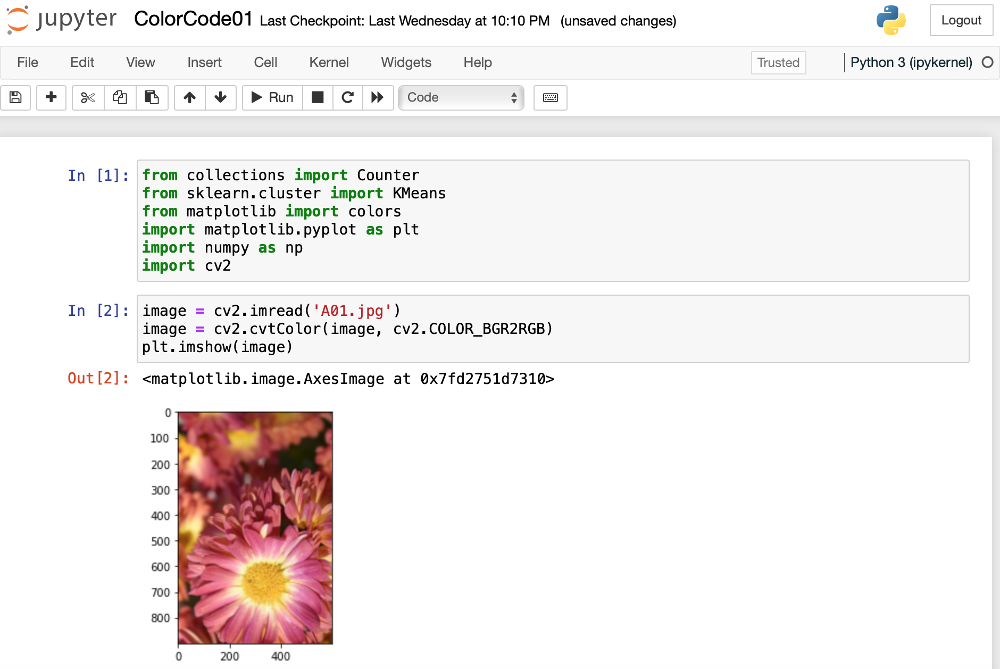 jupyter ColorCode01 Last Checkpoint: Last Wednesday at 10:10 PM (unsaved changes) Logout
File Edit View Insert Cell Kernel Widgets Help Trusted Python 3 (ipykernel)
Run Code
In [1]: from collections import Counter
from sklearn.cluster import KMeans
from matplotlib import colors
import matplotlib.pyplot as plt
import numpy as np
import cv2
In [2]: image = cv2.imread('A01.jpg')
image = cv2.cvtColor(image, cv2.COLOR_BGR2RGB)
plt.imshow(image)
Out[2]: <matplotlib.image.AxesImage at 0x7fd2751d7310>
0
100
200
300
400
500
600
700
800
0 200 400